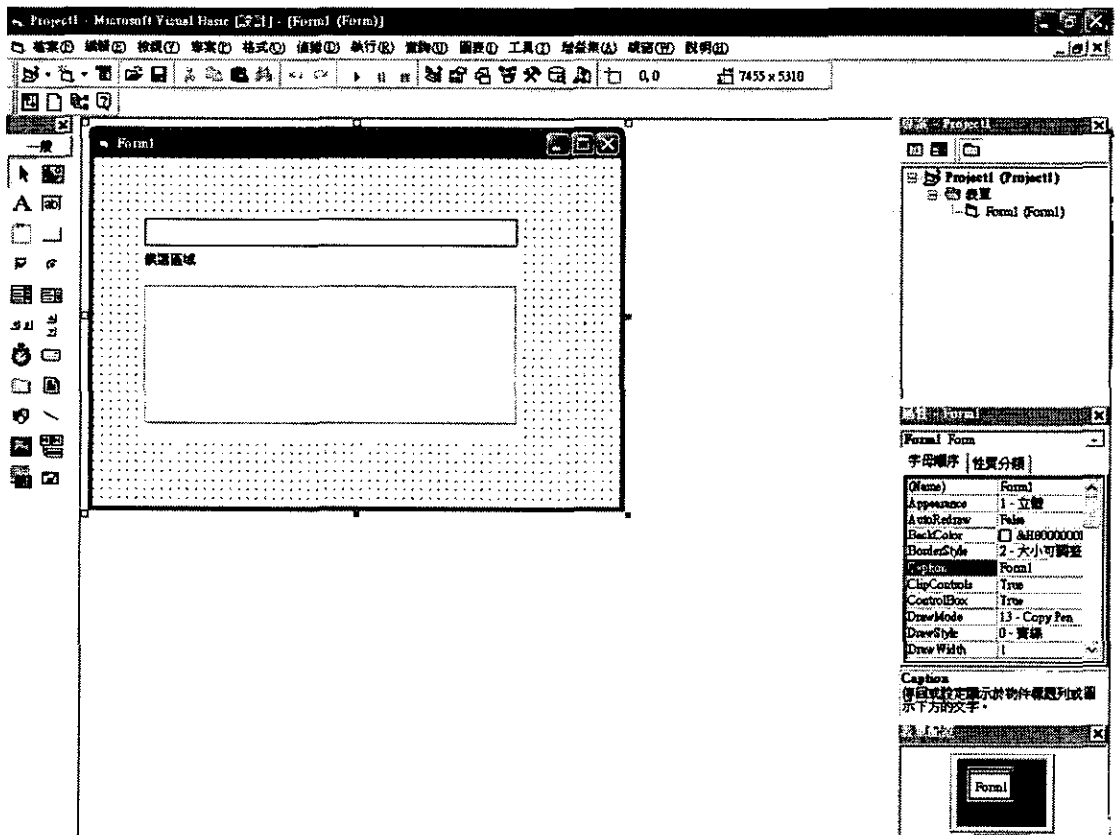 Project1 - Microsoft Visual Basic [設計] - [Form1 (Form)]
檔案(F) 編輯(E) 檢視(V) 專案(P) 格式(O) 偵錯(D) 執行(R) 查詢(U) 圖表(I) 工具(T) 增益集(A) 視窗(W) 說明(H)
0, 0
7455 x 5310
一般
Form1
候選區域
Project1
Project1 (Project1)
表單
Form1 (Form1)
Form1
Form1 Form
字母順序 性質分類
(Name) Form1
Appearance 1 - 立體
AutoRedraw False
BackColor &H8000000
BorderStyle 2 - 大小可調整
Caption Form1
ClipControls True
ControlBox True
DrawMode 13 - Copy Pen
DrawStyle 0 - 實線
DrawWidth 1
Caption
傳回或設定顯示於物件標題列或圖
示下方的文字。
Form1